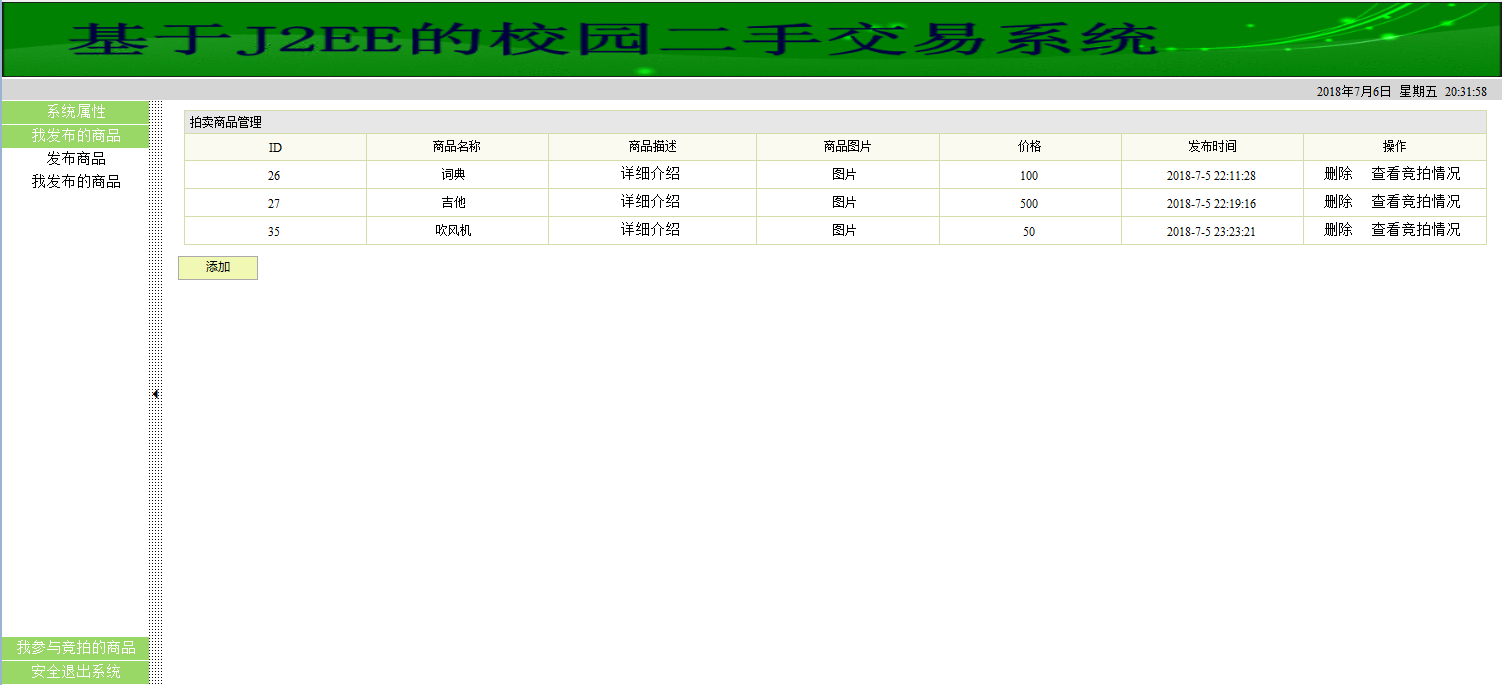 基于J2EE的校园二手交易系统
2018年7月6日 星期五 20:31:58
系统属性
我发布的商品
发布商品
我发布的商品
我参与竞拍的商品
安全退出系统
拍卖商品管理
ID 商品名称 商品描述 商品图片 价格 发布时间 操作
26 词典 详细介绍 图片 100 2018-7-5 22:11:28 删除 查看竞拍情况
27 吉他 详细介绍 图片 500 2018-7-5 22:19:16 删除 查看竞拍情况
35 吹风机 详细介绍 图片 50 2018-7-5 23:23:21 删除 查看竞拍情况
添加